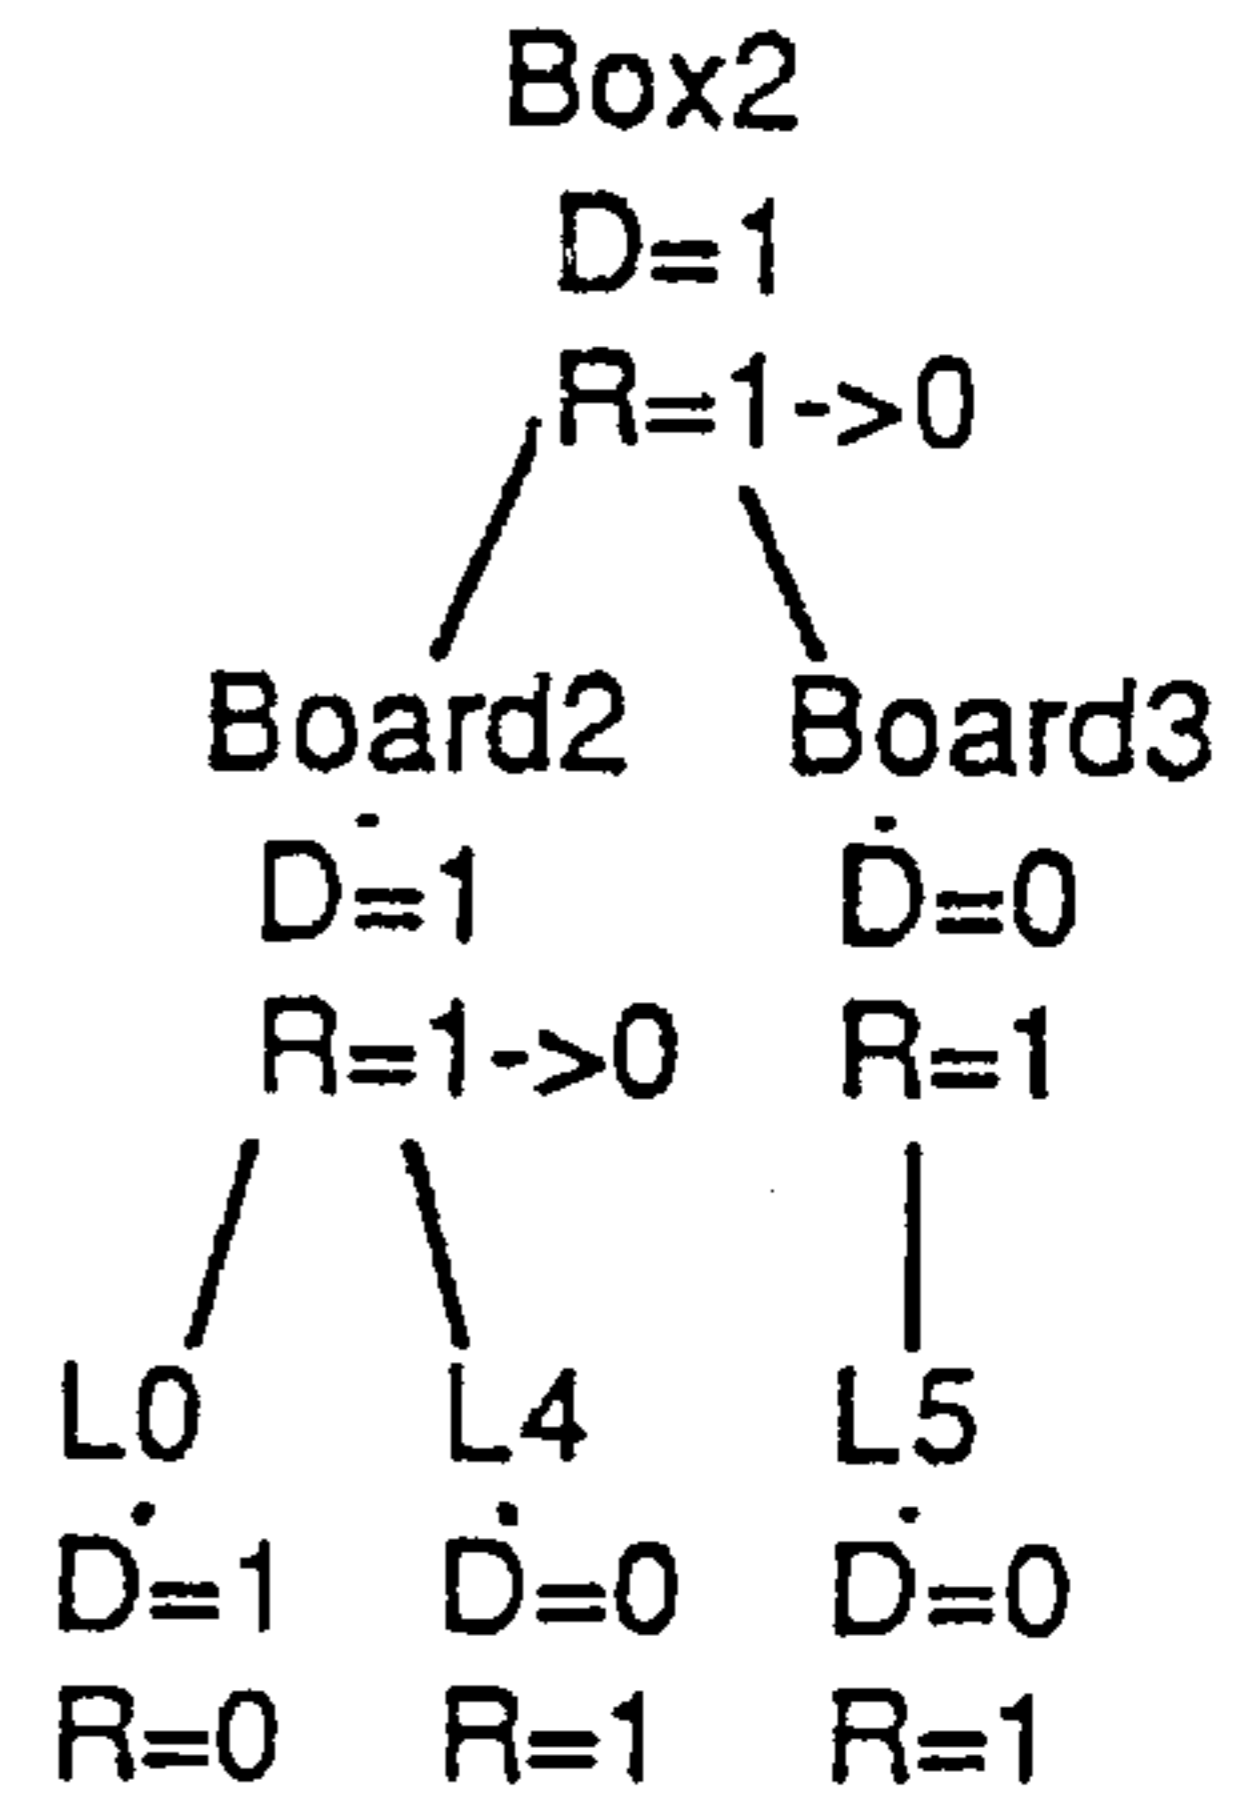 Box2
D=1
R=1->0
Board2 Board3
D=1 D=0
R=1->0 R=1
L0 L4 L5
D=1 D=0 D=0
R=0 R=1 R=1